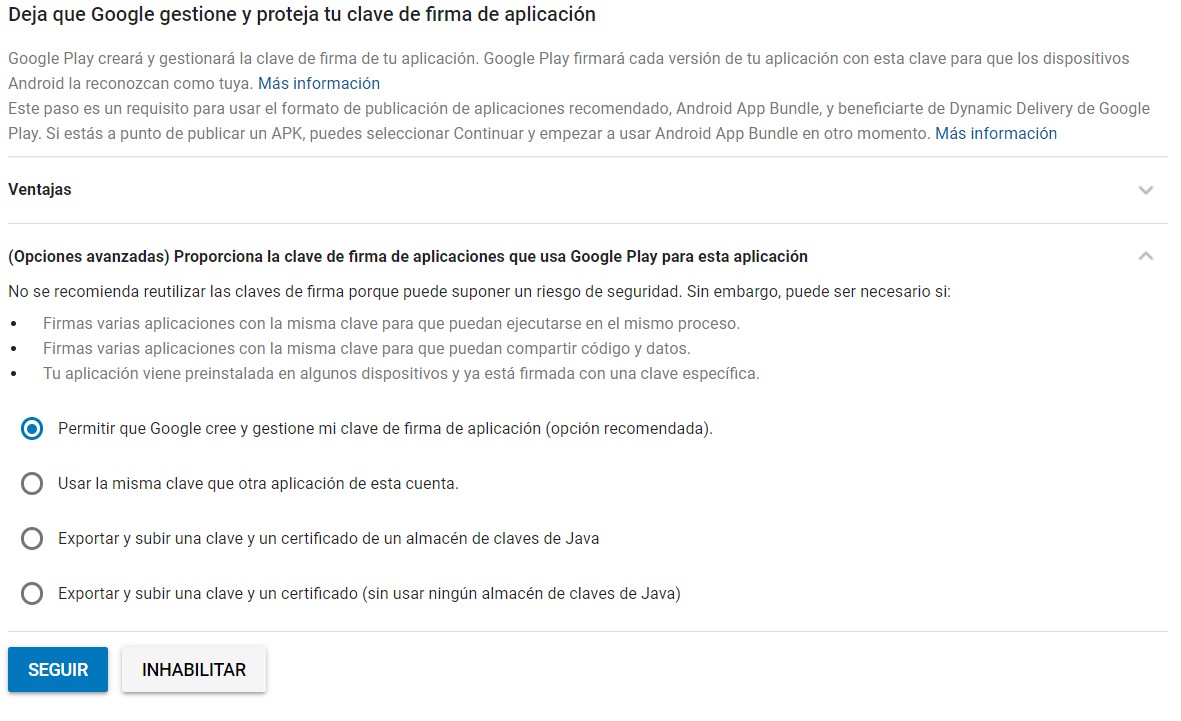 Deja que Google gestione y proteja tu clave de firma de aplicación
Google Play creará y gestionará la clave de firma de tu aplicación. Google Play firmará cada versión de tu aplicación con esta clave para que los dispositivos
Android la reconozcan como tuya. Más información
Este paso es un requisito para usar el formato de publicación de aplicaciones recomendado, Android App Bundle, y beneficiarte de Dynamic Delivery de Google
Play. Si estás a punto de publicar un APK, puedes seleccionar Continuar y empezar a usar Android App Bundle en otro momento. Más información
Ventajas
(Opciones avanzadas) Proporciona la clave de firma de aplicaciones que usa Google Play para esta aplicación
No se recomienda reutilizar las claves de firma porque puede suponer un riesgo de seguridad. Sin embargo, puede ser necesario si:
• Firmas varias aplicaciones con la misma clave para que puedan ejecutarse en el mismo proceso.
• Firmas varias aplicaciones con la misma clave para que puedan compartir código y datos.
• Tu aplicación viene preinstalada en algunos dispositivos y ya está firmada con una clave específica.
Permitir que Google cree y gestione mi clave de firma de aplicación (opción recomendada).
Usar la misma clave que otra aplicación de esta cuenta.
Exportar y subir una clave y un certificado de un almacén de claves de Java
Exportar y subir una clave y un certificado (sin usar ningún almacén de claves de Java)
SEGUIR INHABILITAR